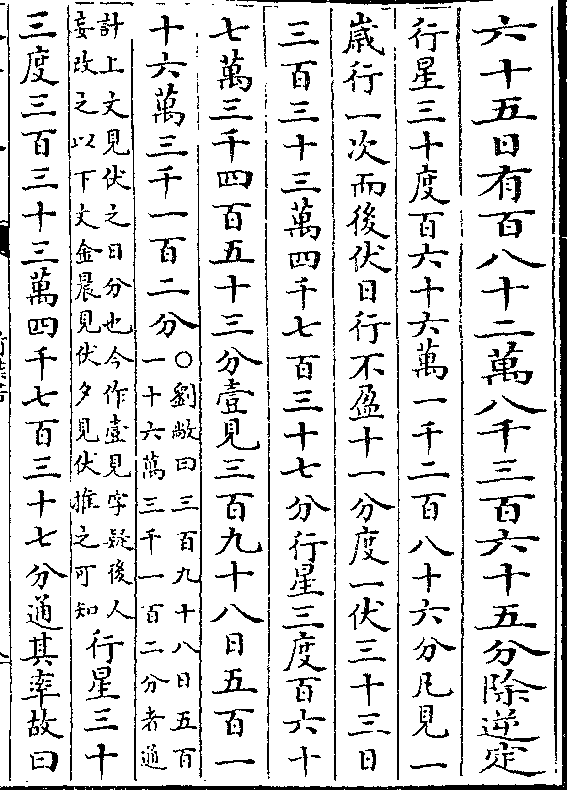 六十五日有百八十二萬八千三百六十五分除逆定
行星三十度百六十六萬一千二百八十六分凡見一
歲行一次而後伏日行不盈十一分度一伏三十三日
三百三十三萬四千七百三十七分行星三度百六十
七萬三千四百五十三分壹見三百九十八日五百一
十六萬三千一百二分○劉敞曰三百九十八日五百
一十六萬三千一百二分者通
計上文見伏之日分也今作壹見字疑後人
妄改之以下文金晨見伏夕見伏推之可知
行星三十
三度三百三十三萬四千七百三十七分通其率故曰